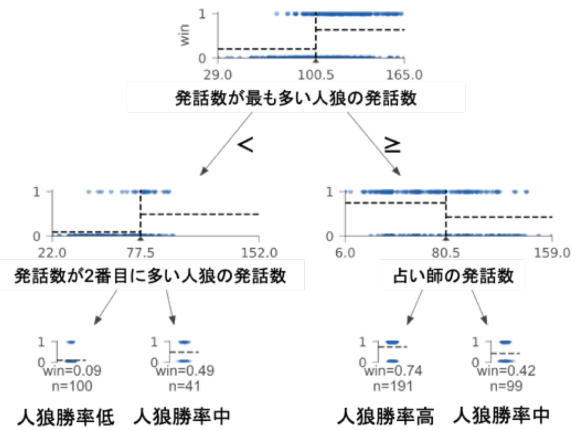 1
win
0
29.0 100.5 165.0
発話数が最も多い人狼の発話数
< ≥
1
0
22.0 77.5 152.0
発話数が2番目に多い人狼の発話数
1
0
6.0 80.5 159.0
占い師の発話数
1
0
win=0.09
n=100
人狼勝率低
1
0
win=0.49
n=41
人狼勝率中
1
0
win=0.74
n=191
人狼勝率高
1
0
win=0.42
n=99
人狼勝率中